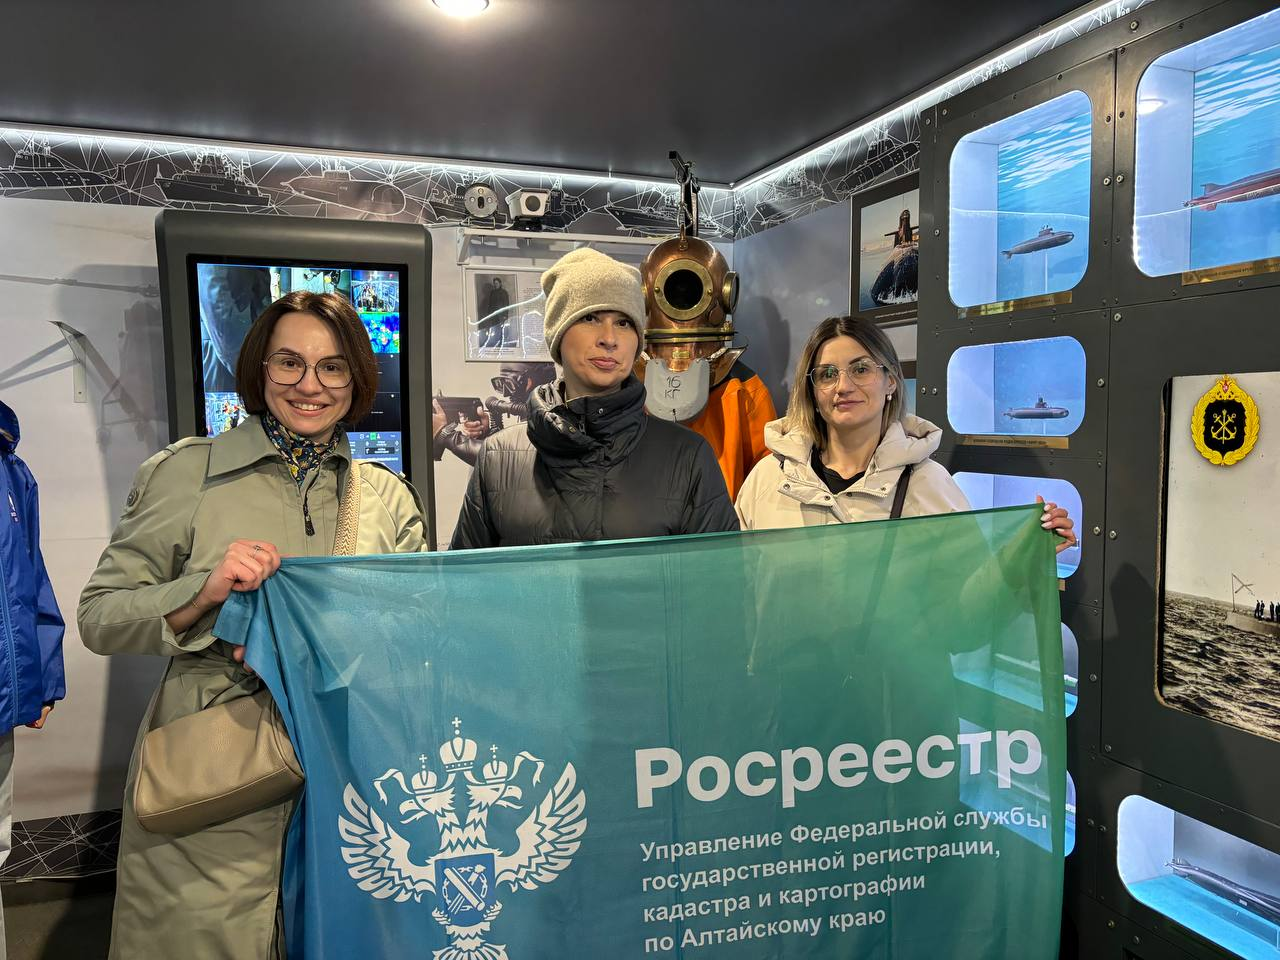 16
кг
Росреестр
Управление Федеральной службы
государственной регистрации,
кадастра и картографии
по Алтайскому краю